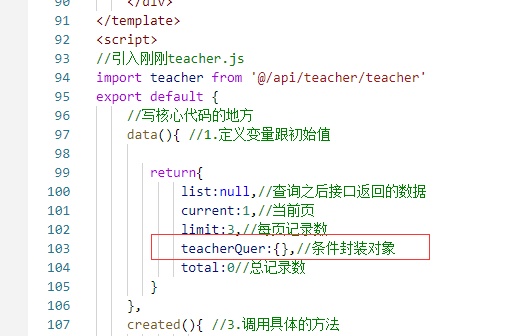 90 </div>
91 </template>
92 <script>
93 //引入刚刚teacher.js
94 import teacher from '@/api/teacher/teacher'
95 export default {
96 //写核心代码的地方
97 data(){ //1.定义变量跟初始值
98
99 return{
100 list:null,//查询之后接口返回的数据
101 current:1,//当前页
102 limit:3,//每页记录数
103 teacherQuer:{},//条件封装对象
104 total:0//总记录数
105 }
106 },
107 created(){ //3.调用具体的方法